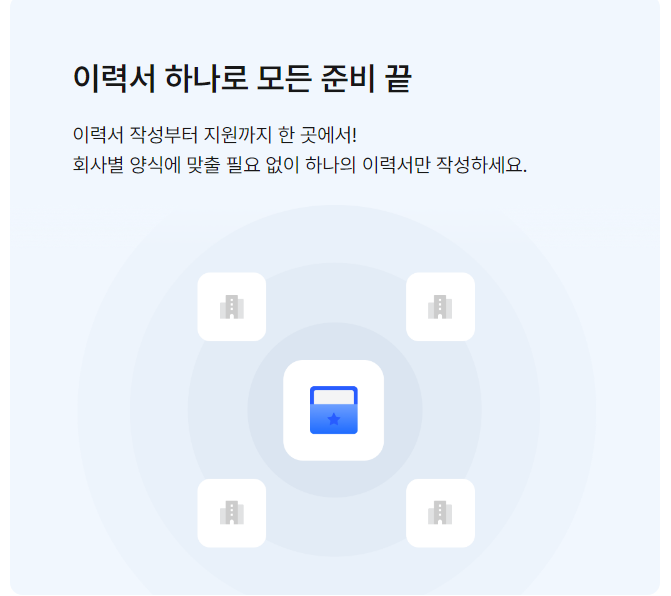 이력서 하나로 모든 준비 끝
이력서 작성부터 지원까지 한 곳에서!
회사별 양식에 맞출 필요 없이 하나의 이력서만 작성하세요.